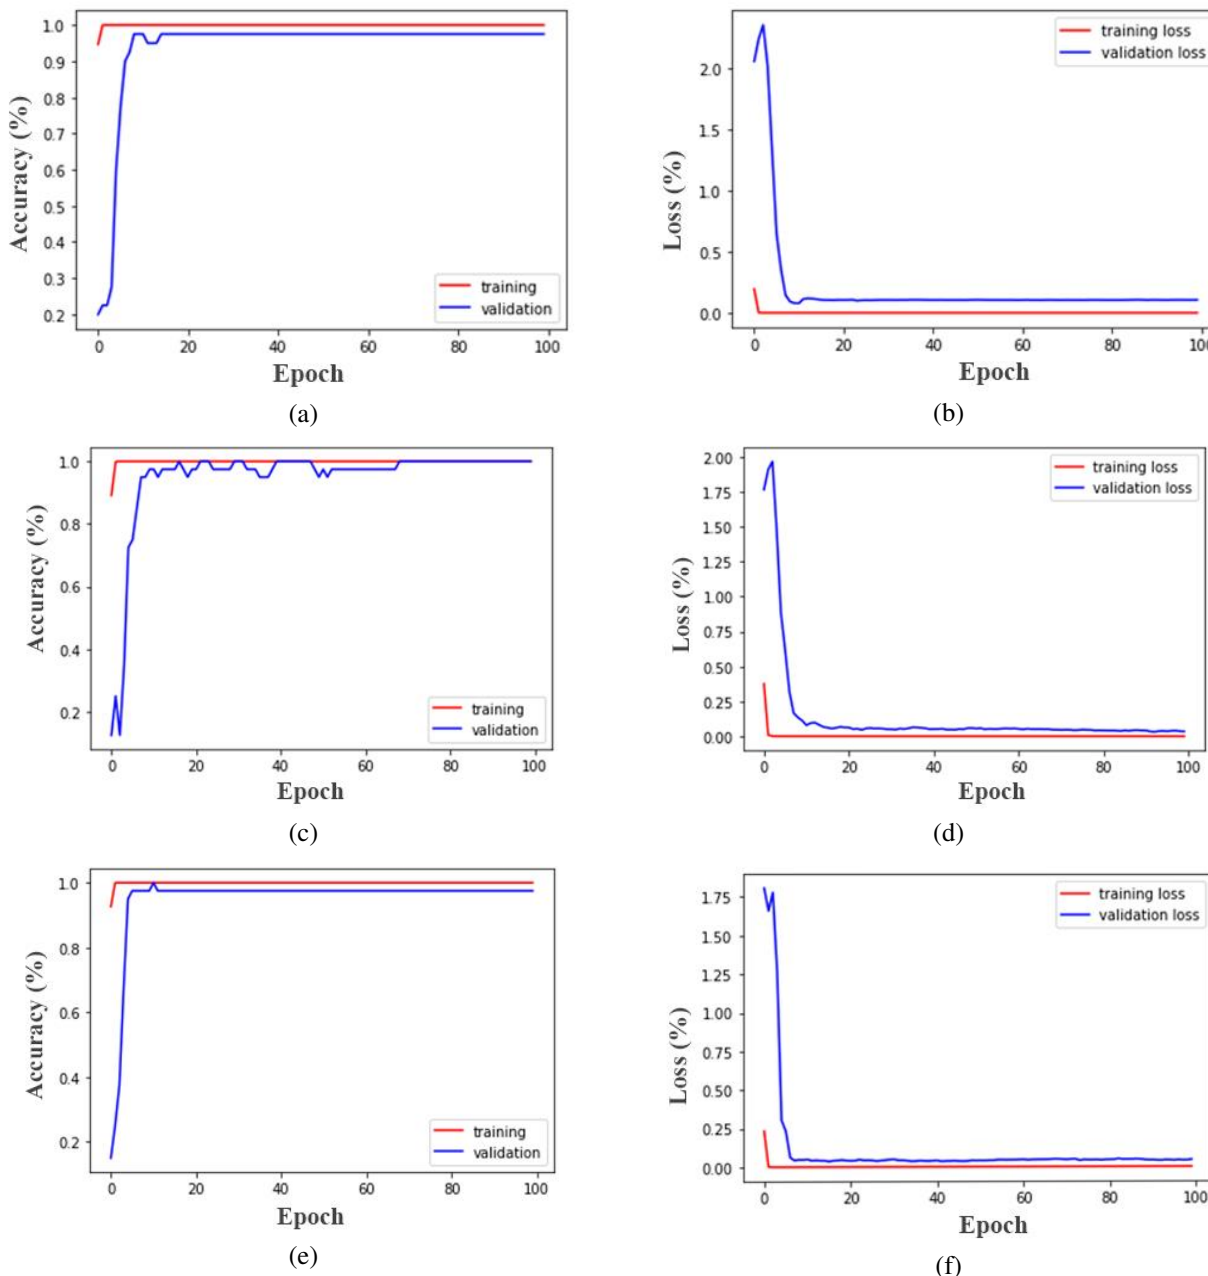 1.0
0.9
0.8
0.7
0.6
0.5
0.4
0.3
0.2
Accuracy (%)
training
validation
0 20 40 60 80 100
Epoch
(a)
2.0
1.5
1.0
0.5
0.0
Loss (%)
training loss
validation loss
0 20 40 60 80 100
Epoch
(b)
1.0
0.8
0.6
0.4
0.2
Accuracy (%)
training
validation
0 20 40 60 80 100
Epoch
(c)
2.00
1.75
1.50
1.25
1.00
0.75
0.50
0.25
0.00
Loss (%)
training loss
validation loss
0 20 40 60 80 100
Epoch
(d)
1.0
0.8
0.6
0.4
0.2
Accuracy (%)
training
validation
0 20 40 60 80 100
Epoch
(e)
1.75
1.50
1.25
1.00
0.75
0.50
0.25
0.00
Loss (%)
training loss
validation loss
0 20 40 60 80 100
Epoch
(f)